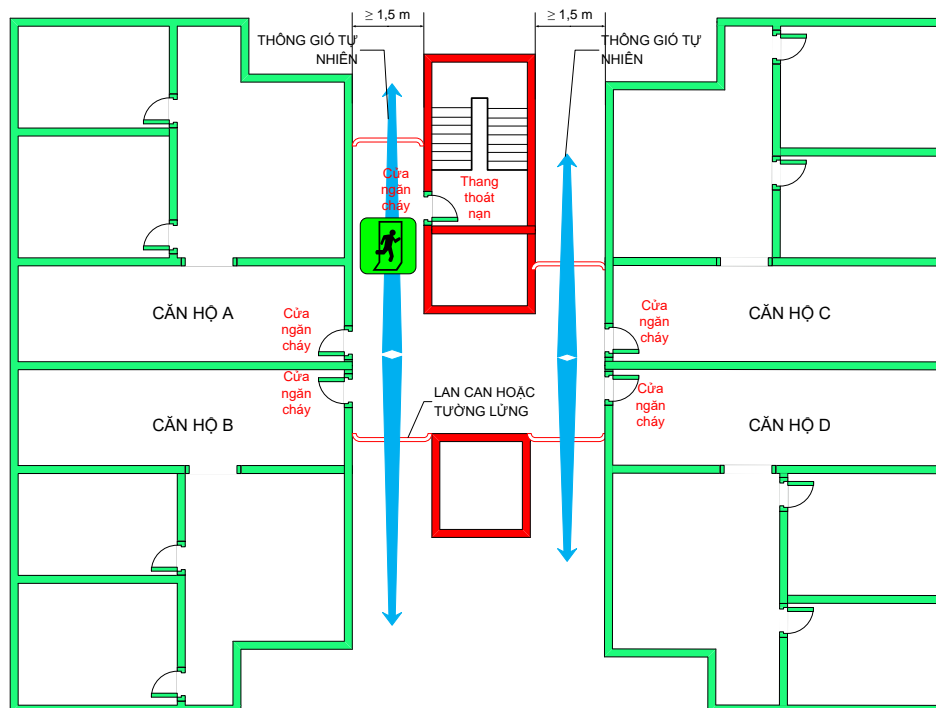 ≥ 1,5 m
≥ 1,5 m
THÔNG GIÓ TỰ
NHIÊN
THÔNG GIÓ TỰ
NHIÊN
Cửa
ngăn
cháy
Thang
thoát
nạn
CĂN HỘ A
Cửa
ngăn
cháy
Cửa
ngăn
cháy
CĂN HỘ C
Cửa
ngăn
cháy
LAN CAN HOẶC
TƯỜNG LỬNG
Cửa
ngăn
cháy
CĂN HỘ B
CĂN HỘ D